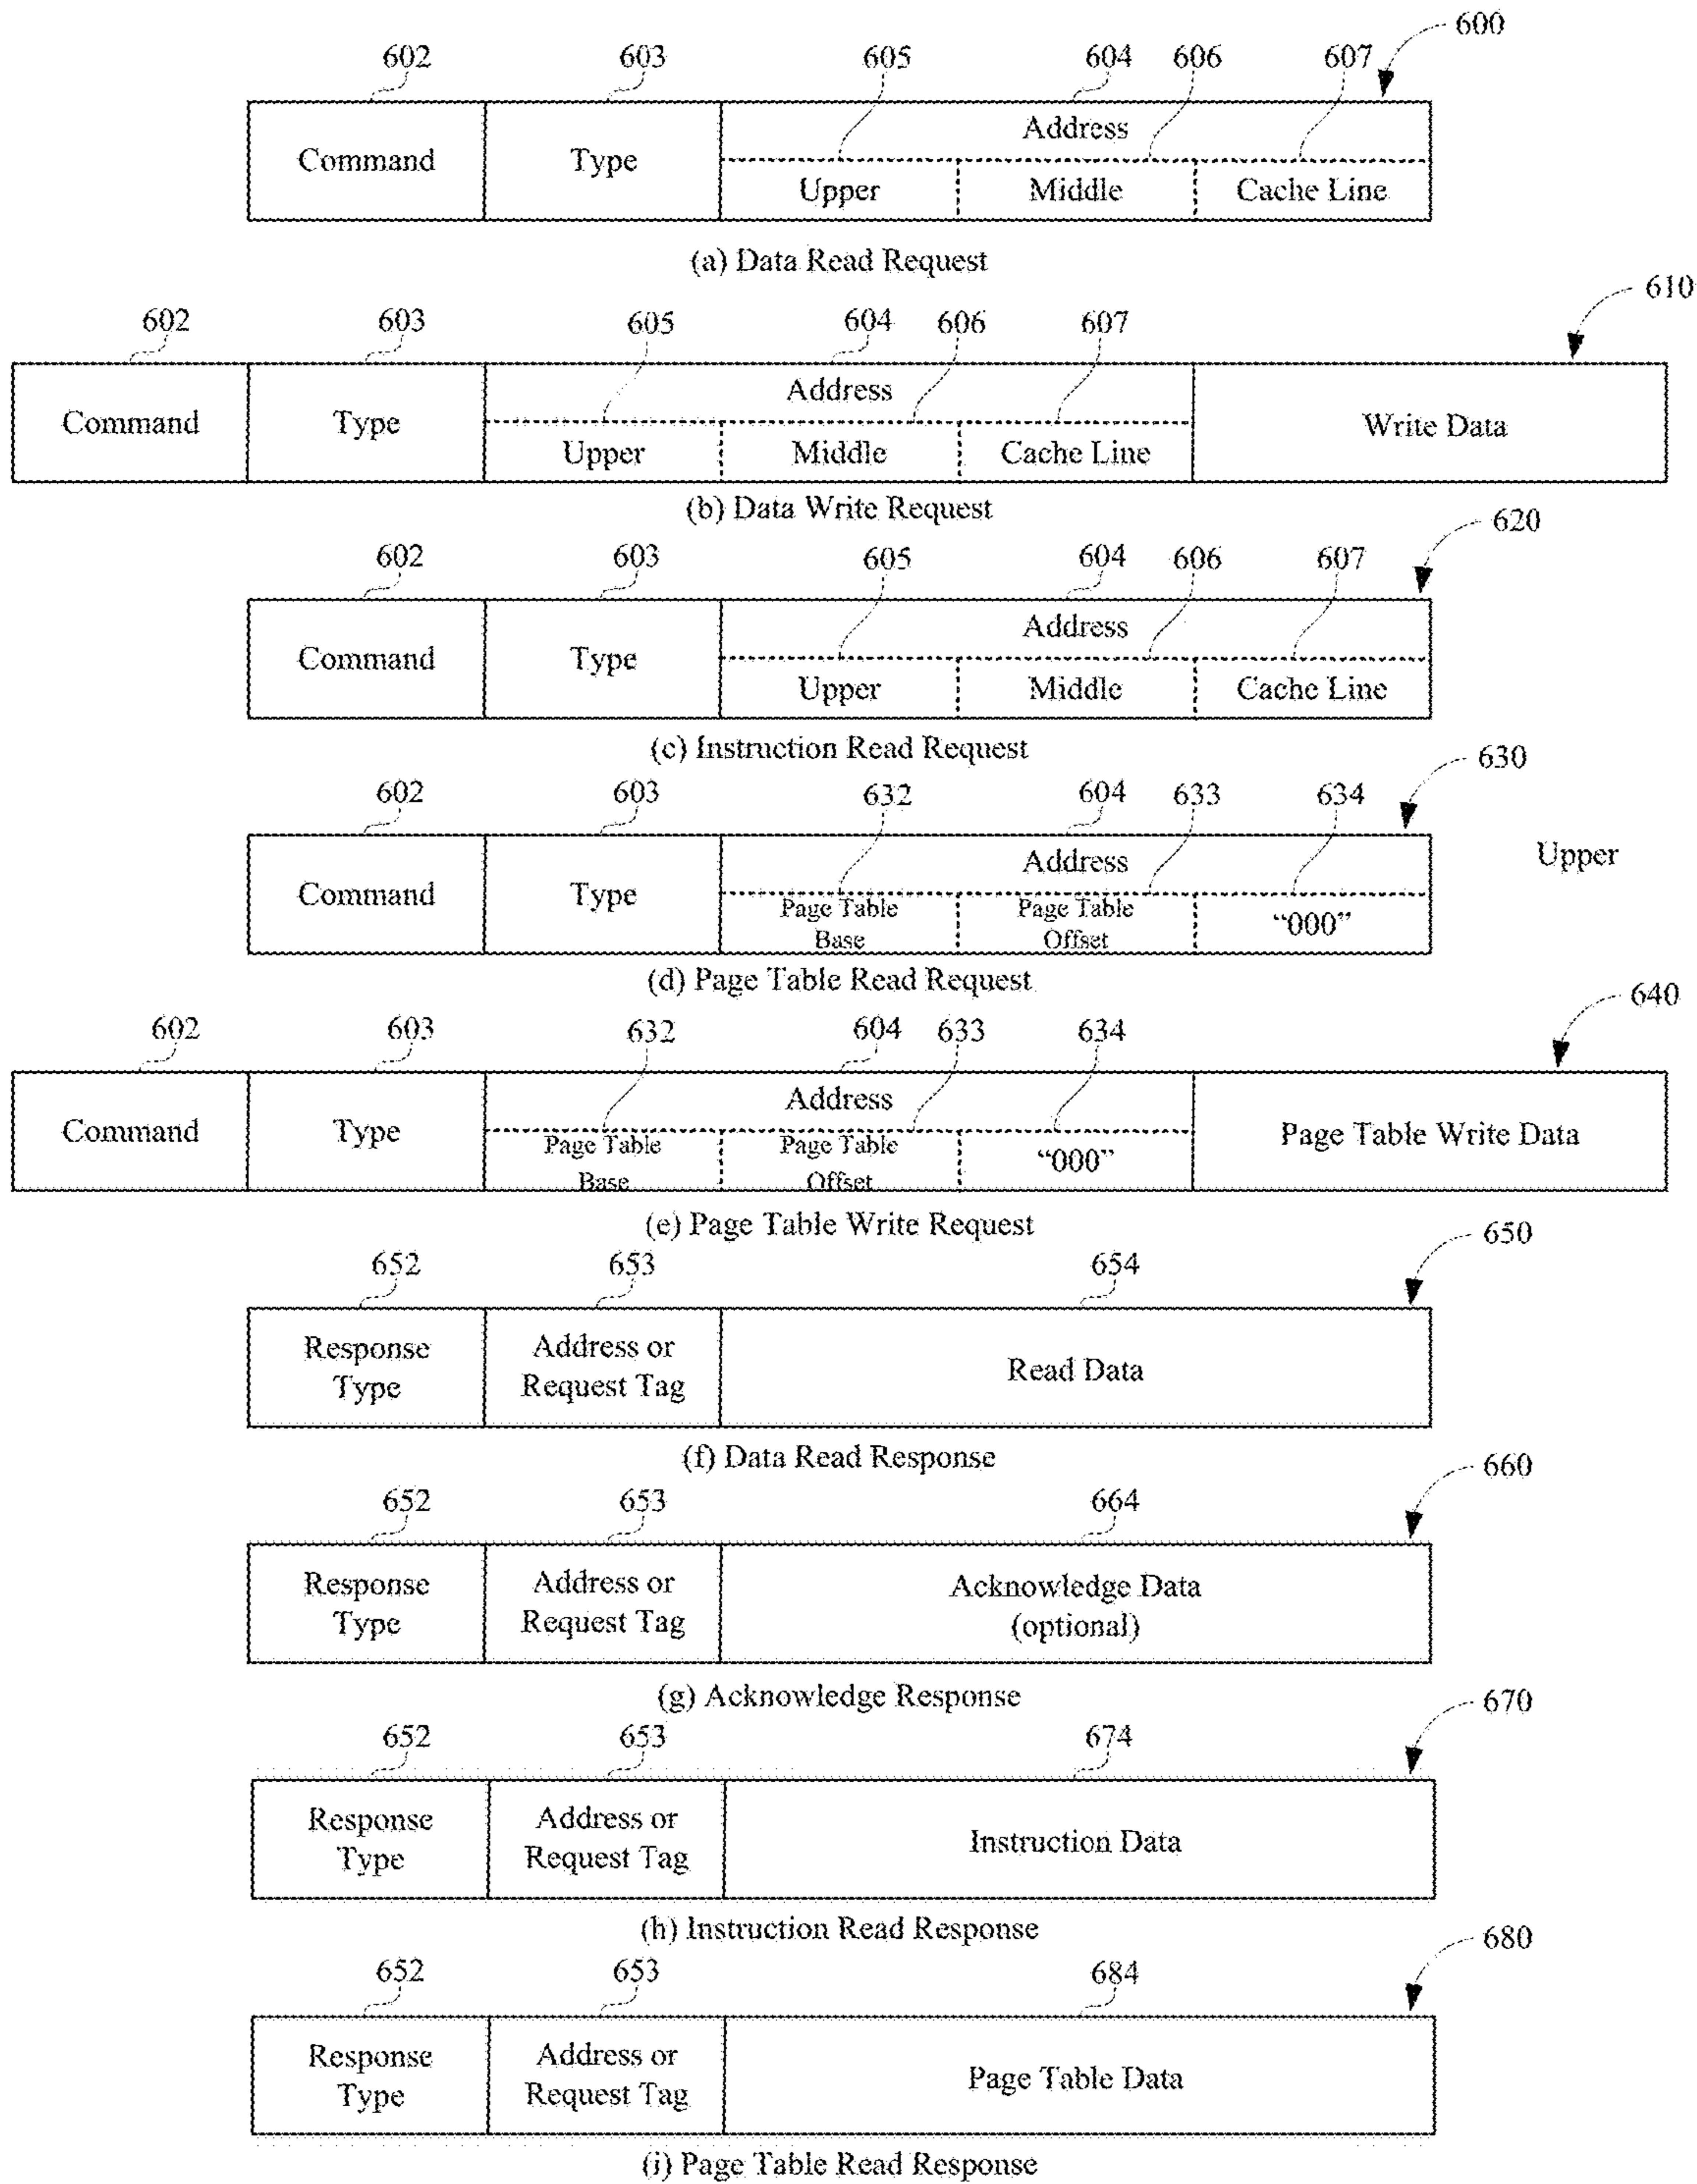 600
602 603 605 604 606 607
Command Type Address
Upper Middle Cache Line
(a) Data Read Request
610
602 603 605 604 606 607
Command Type Address Write Data
Upper Middle Cache Line
(b) Data Write Request
620
602 603 605 604 606 607
Command Type Address
Upper Middle Cache Line
(c) Instruction Read Request
630
602 603 632 604 633 634
Command Type Address
Upper
Page Table Base Page Table Offset “000”
(d) Page Table Read Request
640
602 603 632 604 633 634
Command Type Address Page Table Write Data
Page Table Base Page Table Offset “000”
(e) Page Table Write Request
650
652 653 654
Response Type Address or Request Tag Read Data
(f) Data Read Response
660
652 653 664
Response Type Address or Request Tag Acknowledge Data (optional)
(g) Acknowledge Response
670
652 653 674
Response Type Address or Request Tag Instruction Data
(h) Instruction Read Response
680
652 653 684
Response Type Address or Request Tag Page Table Data
(i) Page Table Read Response